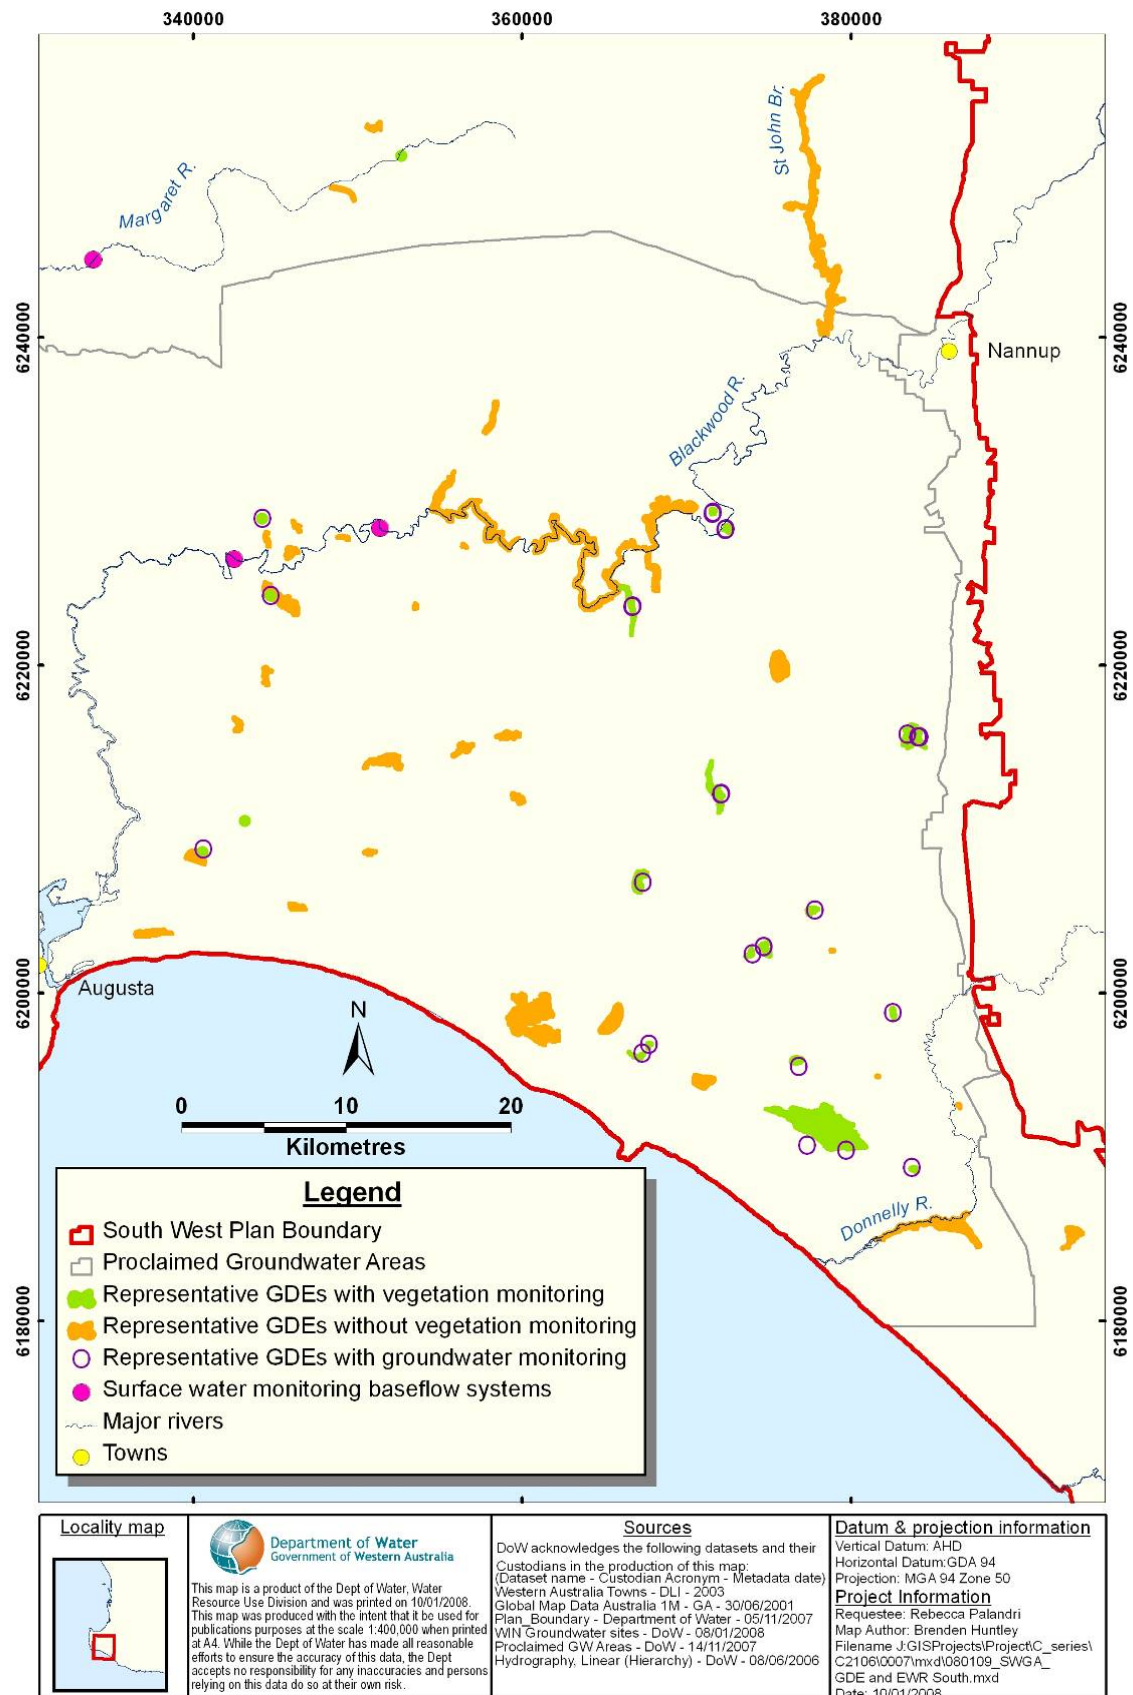 340000
360000
380000
St John Br.
Margaret R.
6240000
6240000
Nannup
Blackwood R.
6220000
6220000
6200000
6200000
Augusta
N
0
10
20
Kilometres
Donnelly R.
6180000
6180000
Legend
South West Plan Boundary
Proclaimed Groundwater Areas
Representative GDEs with vegetation monitoring
Representative GDEs without vegetation monitoring
Representative GDEs with groundwater monitoring
Surface water monitoring baseflow systems
Major rivers
Towns
Locality map
Department of Water
Government of Western Australia
This map is a product of the Dept of Water, Water
Resource Use Division and was printed on 10/01/2008.
This map was produced with the intent that it be used for
publications purposes at the scale 1:400,000 when printed
at A4. While the Dept of Water has made all reasonable
efforts to ensure the accuracy of this data, the Dept
accepts no responsibility for any inaccuracies and persons
relying on this data do so at their own risk.
Sources
DoW acknowledges the following datasets and their
Custodians in the production of this map:
(Dataset name - Custodian Acronym - Metadata date)
Western Australia Towns - DLI - 2003
Global Map Data Australia 1M - GA - 30/06/2001
Plan_Boundary - Department of Water - 05/11/2007
WIN Groundwater sites - DoW - 08/01/2008
Proclaimed GW Areas - DoW - 14/11/2007
Hydrography, Linear (Hierarchy) - DoW - 08/06/2006
Datum & projection information
Vertical Datum: AHD
Horizontal Datum:GDA 94
Projection: MGA 94 Zone 50
Project Information
Requestee: Rebecca Palandri
Map Author: Brenden Huntley
Filename J:GISProjects\Project\C_series\
C2106\0007\mxd\080109_SWGA_
GDE and EWR South.mxd
Date: 10/01/2008